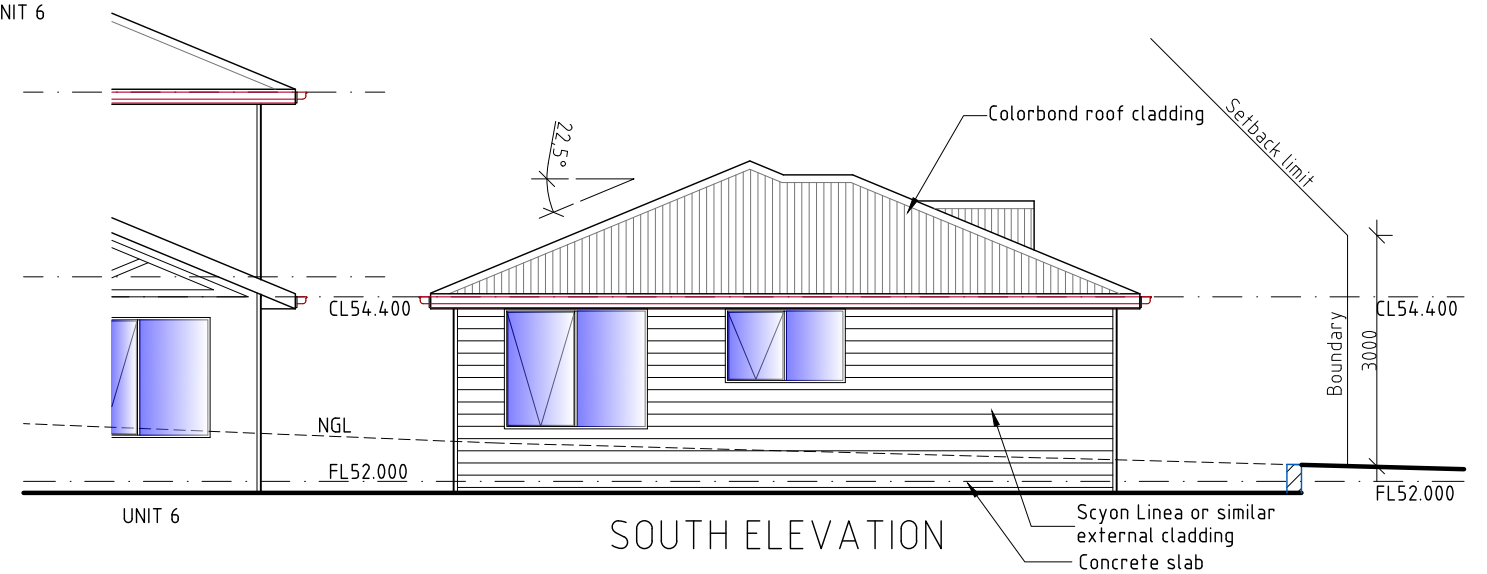 NIT 6
Colorbond roof cladding
Setback limit
22.5°
CL54.400
CL54.400
Boundary
3000
NGL
FL52.000
FL52.000
UNIT 6
SOUTH ELEVATION
Scyon Linea or similar
external cladding
Concrete slab